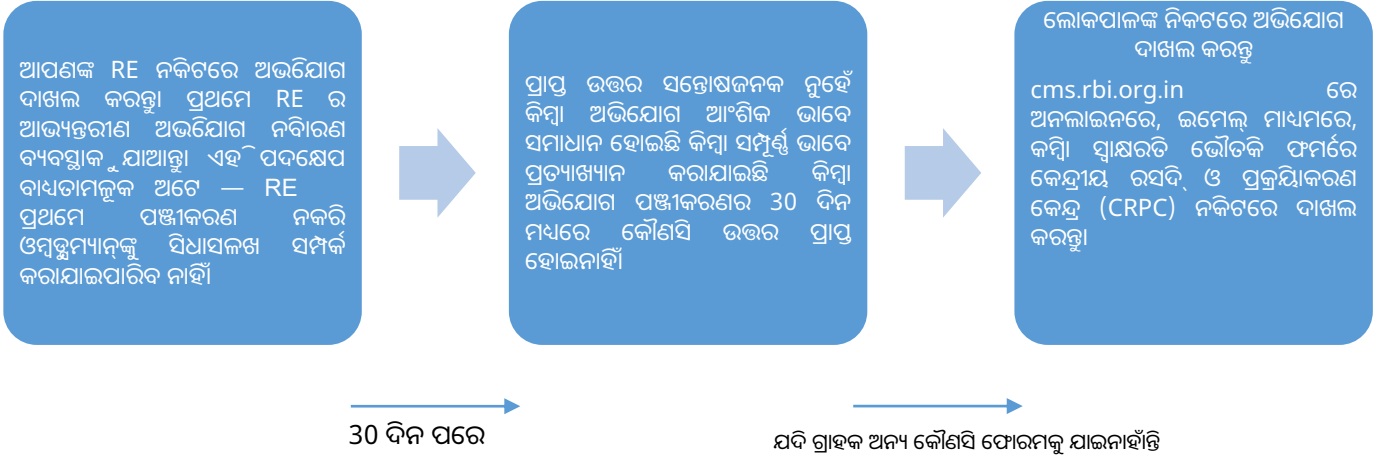 ଆପଣଙ୍କ RE ନିକଟରେ ଅଭିଯୋଗ
ଦାଖଲ କରନ୍ତୁ। ପ୍ରଥମେ RE ର
ଆଭ୍ୟନ୍ତରୀଣ ଅଭିଯୋଗ ନିବାରଣ
ବ୍ୟବସ୍ଥାକୁ ଯାଆନ୍ତୁ। ଏହି ପଦକ୍ଷେପ
ବାଧ୍ୟତାମୂଳକ ଅଟେ — RE
ପ୍ରଥମେ ପଞ୍ଜୀକରଣ ନକରି
ଓମ୍ବୁଡ୍ସମ୍ୟାନ୍‌ଙ୍କୁ ସିଧାସଳଖ ସମ୍ପର୍କ
କରାଯାଇପାରିବ ନାହିଁ।
ପ୍ରାପ୍ତ ଉତ୍ତର ସନ୍ତୋଷଜନକ ନୁହେଁ
କିମ୍ବା ଅଭିଯୋଗ ଆଂଶିକ ଭାବେ
ସମାଧାନ ହୋଇଛି କିମ୍ବା ସମ୍ପୂର୍ଣ୍ଣ ଭାବେ
ପ୍ରତ୍ୟାଖ୍ୟାନ କରାଯାଇଛି କିମ୍ବା
ଅଭିଯୋଗ ପଞ୍ଜୀକରଣର 30 ଦିନ
ମଧ୍ୟରେ କୌଣସି ଉତ୍ତର ପ୍ରାପ୍ତ
ହୋଇନାହିଁ।
ଲୋକପାଳଙ୍କ ନିକଟରେ ଅଭିଯୋଗ
ଦାଖଲ କରନ୍ତୁ
cms.rbi.org.in ରେ
ଅନଲାଇନରେ, ଇମେଲ୍ ମାଧ୍ୟମରେ,
କିମ୍ବା ସ୍ୱାକ୍ଷରିତ ଭୌତିକ ଫର୍ମରେ
କେନ୍ଦ୍ରୀୟ ରସିଦ୍ ଓ ପ୍ରକ୍ରିୟାକରଣ
କେନ୍ଦ୍ର (CRPC) ନିକଟରେ ଦାଖଲ
କରନ୍ତୁ।
30 ଦିନ ପରେ
ଯଦି ଗ୍ରାହକ ଅନ୍ୟ କୌଣସି ଫୋରମକୁ ଯାଇନାହାଁନ୍ତି